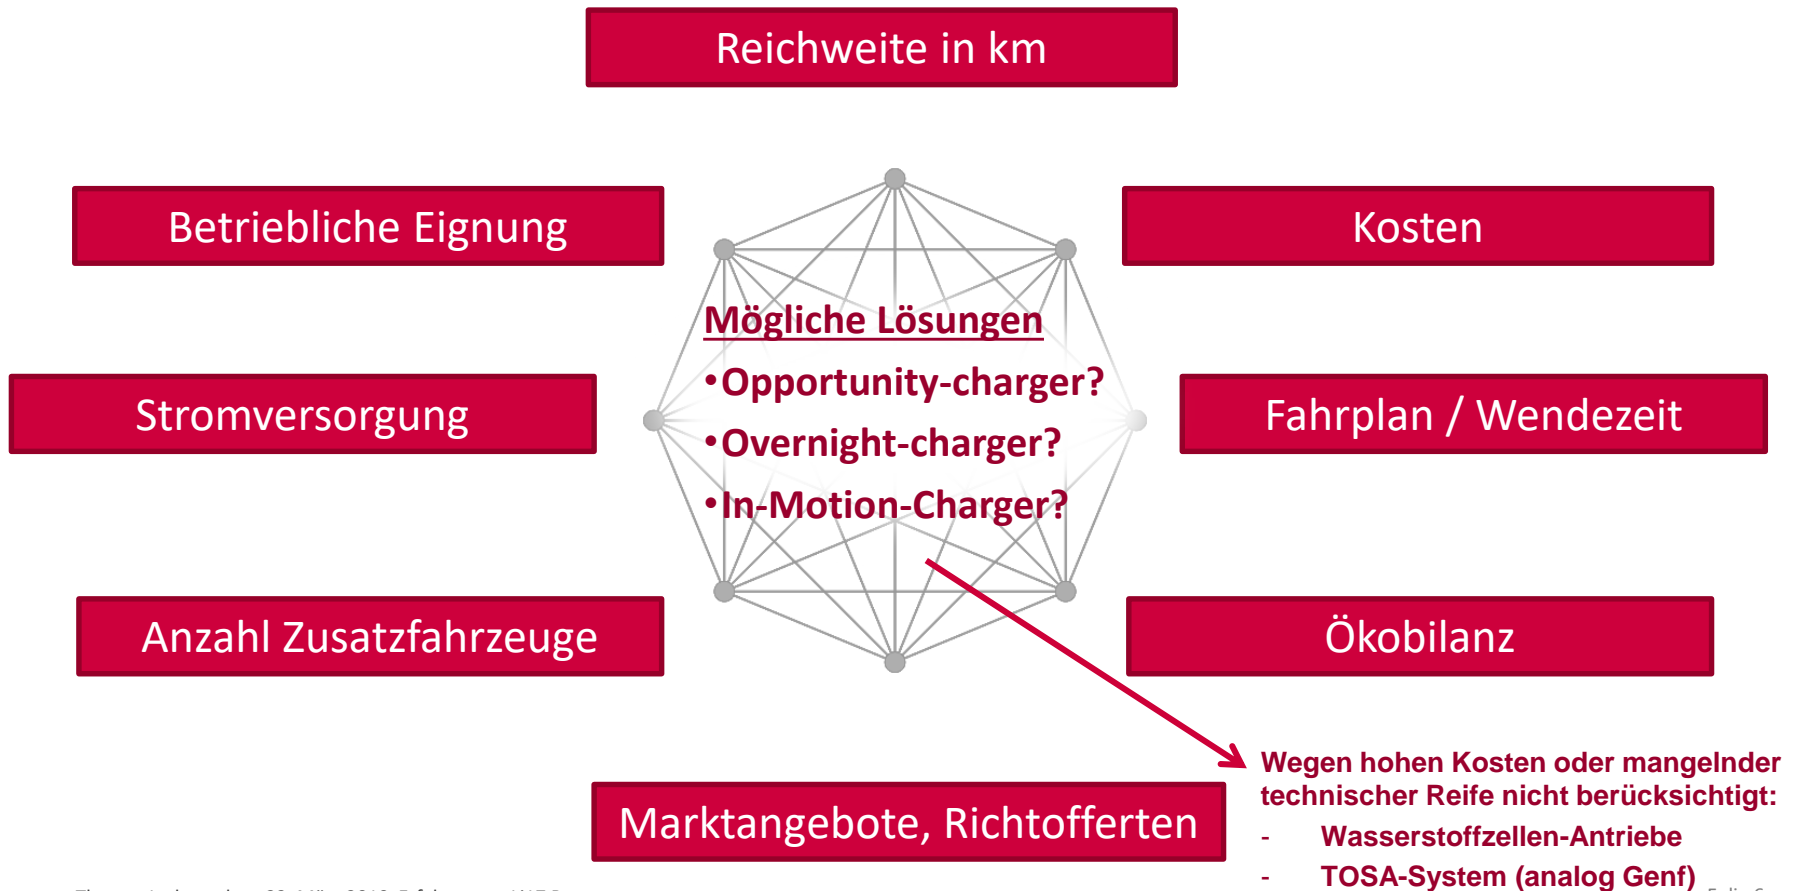 Reichweite in km
Betriebliche Eignung
Kosten
Mögliche Lösungen
•Opportunity-charger?
•Overnight-charger?
•In-Motion-Charger?
Stromversorgung
Fahrplan / Wendezeit
Anzahl Zusatzfahrzeuge
Ökobilanz
Marktangebote, Richtofferten
Wegen hohen Kosten oder mangelnder
technischer Reife nicht berücksichtigt:
- Wasserstoffzellen-Antriebe
- TOSA-System (analog Genf)